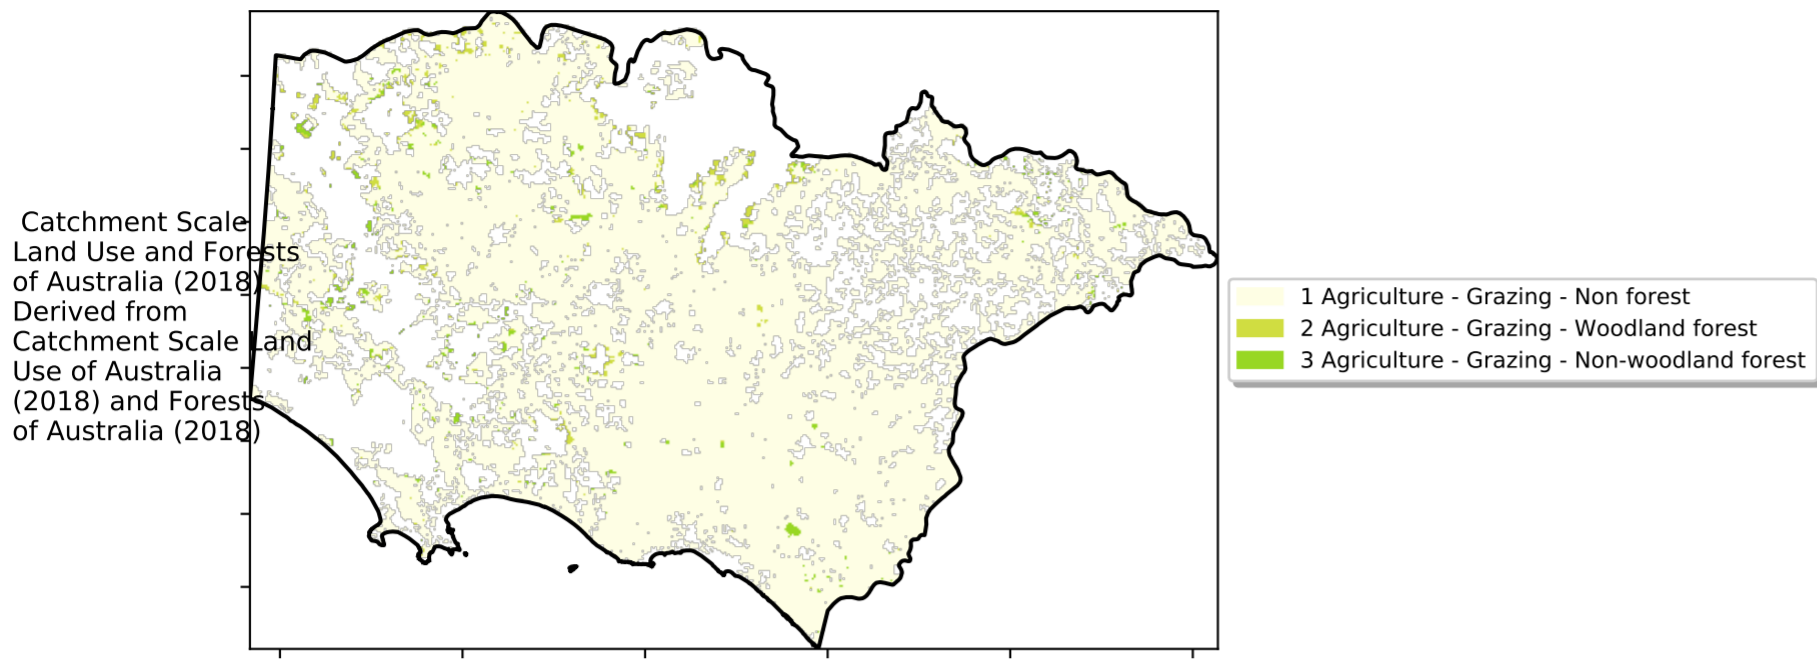 Catchment Scale
Land Use and Forests
of Australia (2018)
Derived from
Catchment Scale Land
Use of Australia
(2018) and Forests
of Australia (2018)
1 Agriculture - Grazing - Non forest
2 Agriculture - Grazing - Woodland forest
3 Agriculture - Grazing - Non-woodland forest